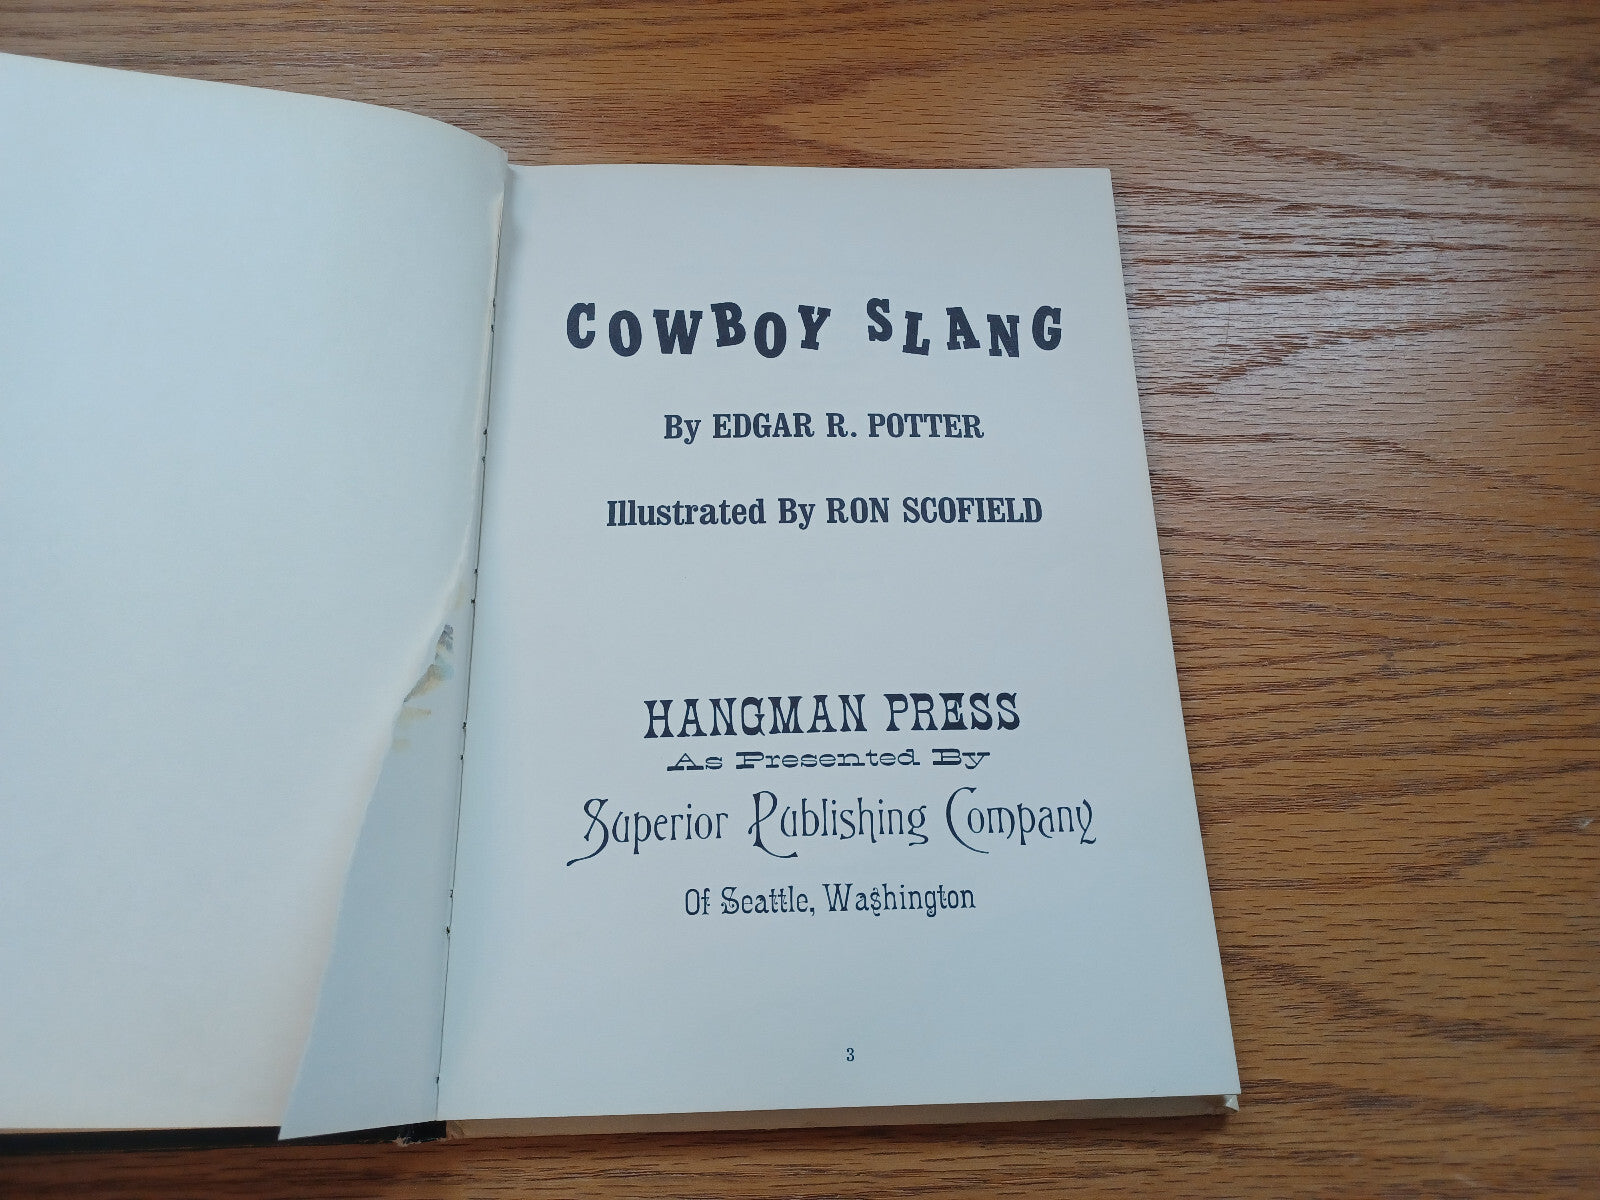 COWBOY SLANG
By EDGAR R. POTTER
Illustrated By RON SCOFIELD
HANGMAN PRESS
As Presented By
Superior Publishing Company
Of Seattle, Washington
3